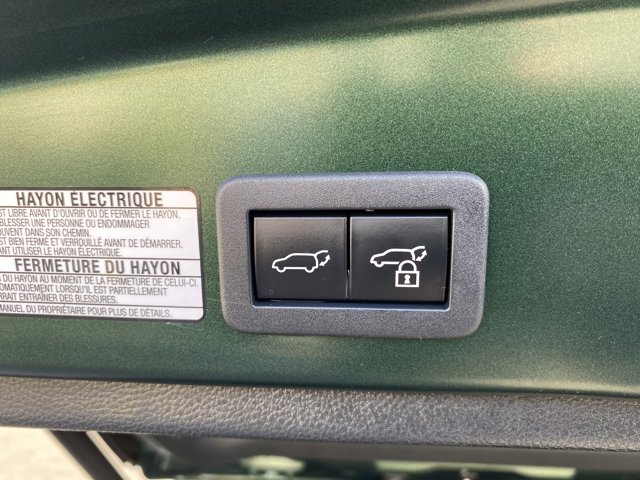 HAYON ÉLECTRIQUE
EST LIBRE AVANT D'OUVRIR OU DE FERMER LE HAYON.
BLESSER UNE PERSONNE OU ENDOMMAGER
DANS SON CHEMIN.
EST BIEN FERMÉ ET VERROUILLÉ AVANT DE DÉMARRER.
UTILISER LE HAYON ÉLECTRIQUE.
FERMETURE DU HAYON
DU HAYON AU MOMENT DE LA FERMETURE DE CELUI-CI.
LORSQU'IL EST PARTIELLEMENT
ENTRAÎNER DES BLESSURES.
MANUEL DU PROPRIÉTAIRE POUR PLUS DE DÉTAILS.